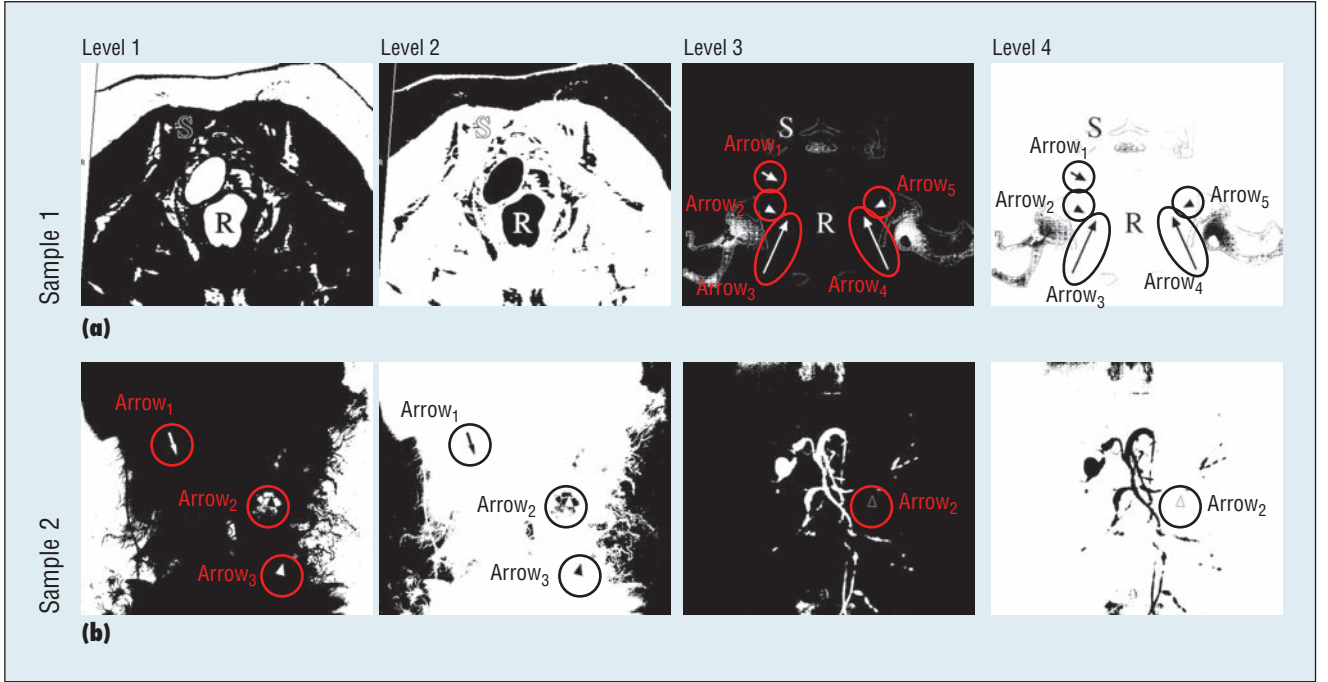 Level 1 Level 2 Level 3 Level 4
Sample 1
S
R
S
R
S
Arrow₁
Arrow₂
Arrow₅
R
Arrow₃
Arrow₄
S
Arrow₁
Arrow₂
Arrow₅
R
Arrow₃
Arrow₄
(a)
Sample 2
Arrow₁
Arrow₂
Arrow₃
Arrow₁
Arrow₂
Arrow₃
Arrow₂
Arrow₂
(b)